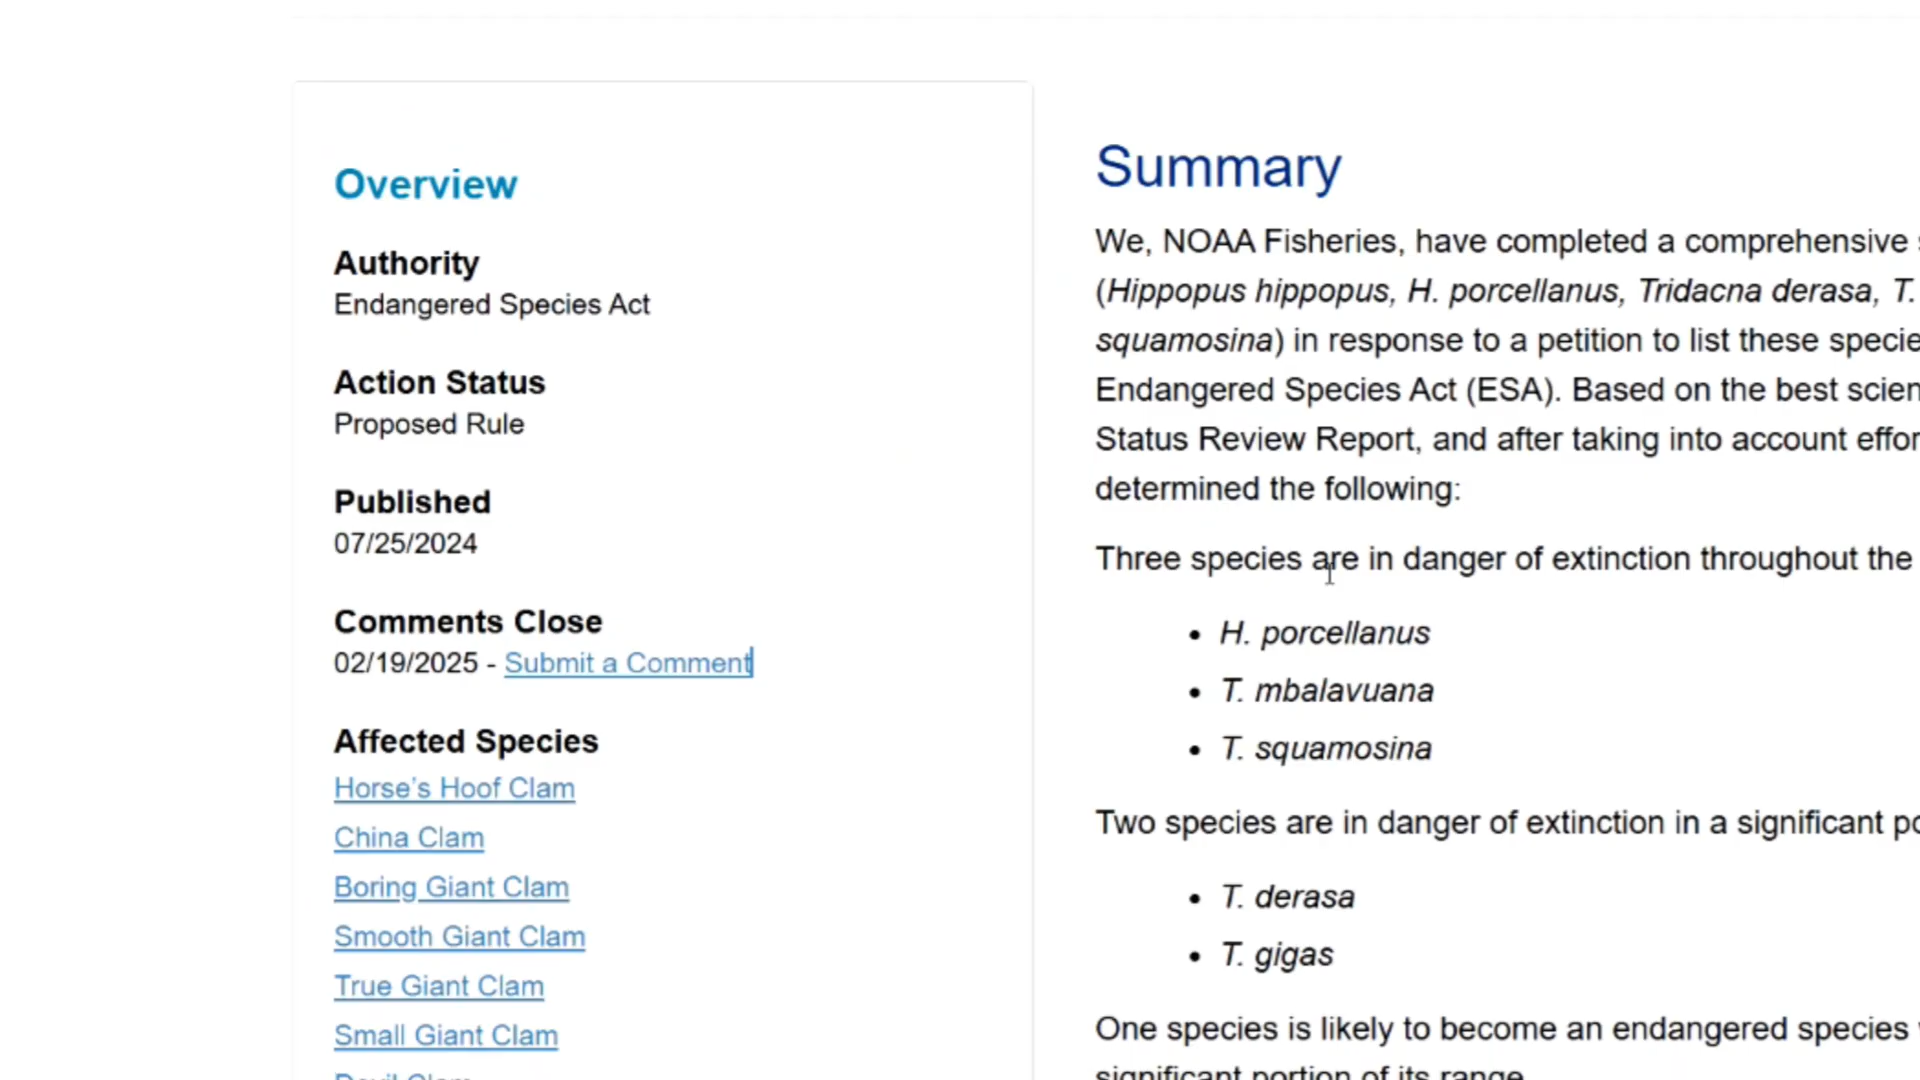 Overview
Authority
Endangered Species Act
Action Status
Proposed Rule
Published
07/25/2024
Comments Close
02/19/2025 - Submit a Comment
Affected Species
Horse's Hoof Clam
China Clam
Boring Giant Clam
Smooth Giant Clam
True Giant Clam
Small Giant Clam
Summary
We, NOAA Fisheries, have completed a comprehensive
(Hippopus hippopus, H. porcellanus, Tridacna derasa, T.
squamosina) in response to a petition to list these
Endangered Species Act (ESA). Based on the best
Status Review Report, and after taking into account
determined the following:
Three species are in danger of extinction throughout the
• H. porcellanus
• T. mbalavuana
• T. squamosina
Two species are in danger of extinction in a significant
• T. derasa
• T. gigas
One species is likely to become an endangered species
significant portion of its range